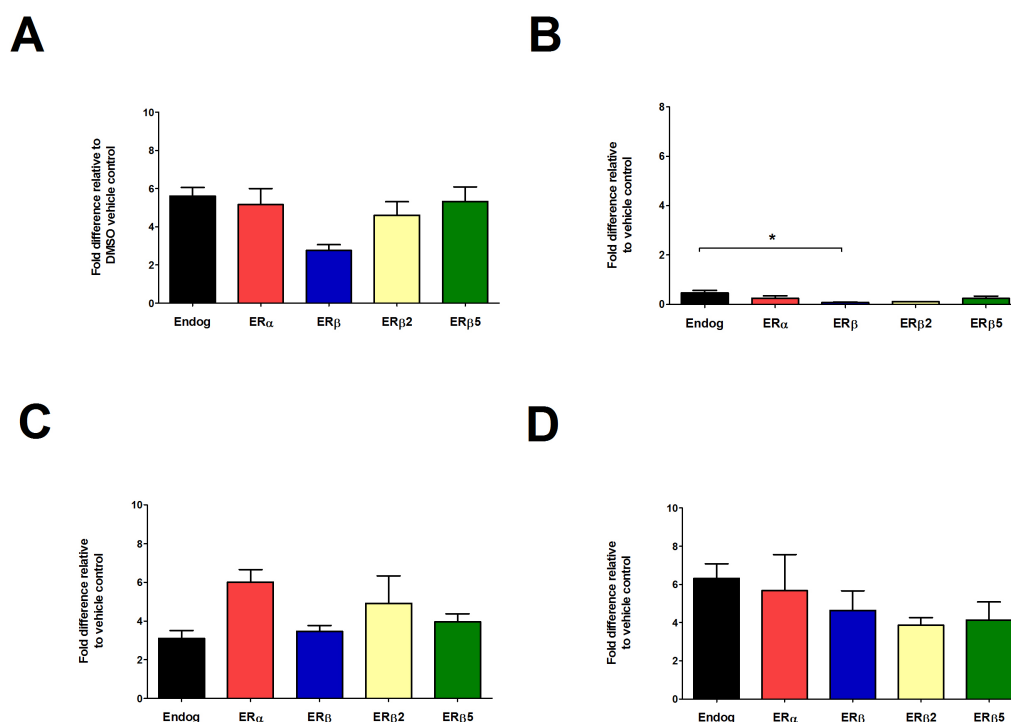 A
B
Fold difference relative to
DMSO vehicle control
10
8
6
4
2
0
Endog ERα ERβ ERβ2 ERβ5
Fold difference relative
to vehicle control
8
6
4
2
0
*
Endog ERα ERβ ERβ2 ERβ5
C
D
Fold difference relative
to vehicle control
10
8
6
4
2
0
Endog ERα ERβ ERβ2 ERβ5
Fold difference relative
to vehicle control
10
8
6
4
2
0
Endog ERα ERβ ERβ2 ERβ5